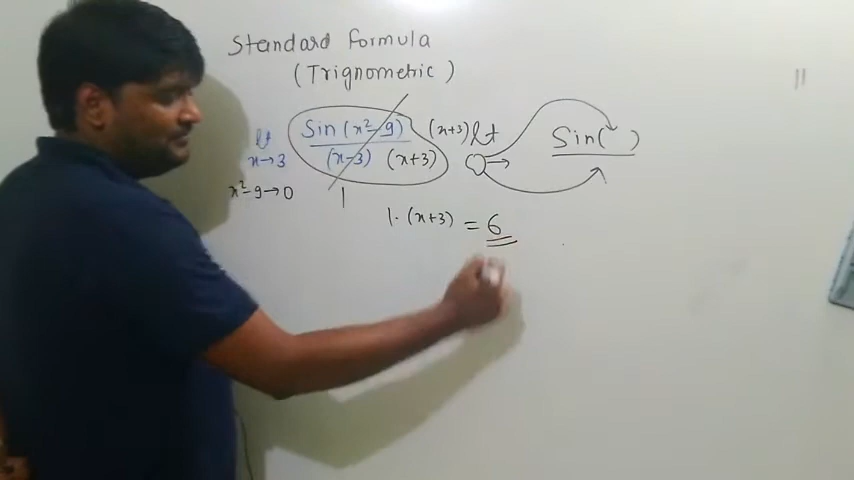 Standard formula
(Trignometric)
lt x→3 Sin(x²-9) / (x-3) (x+3) (x+3) lt → Sin( )
x²-9→0
1
1. (x+3) = 6